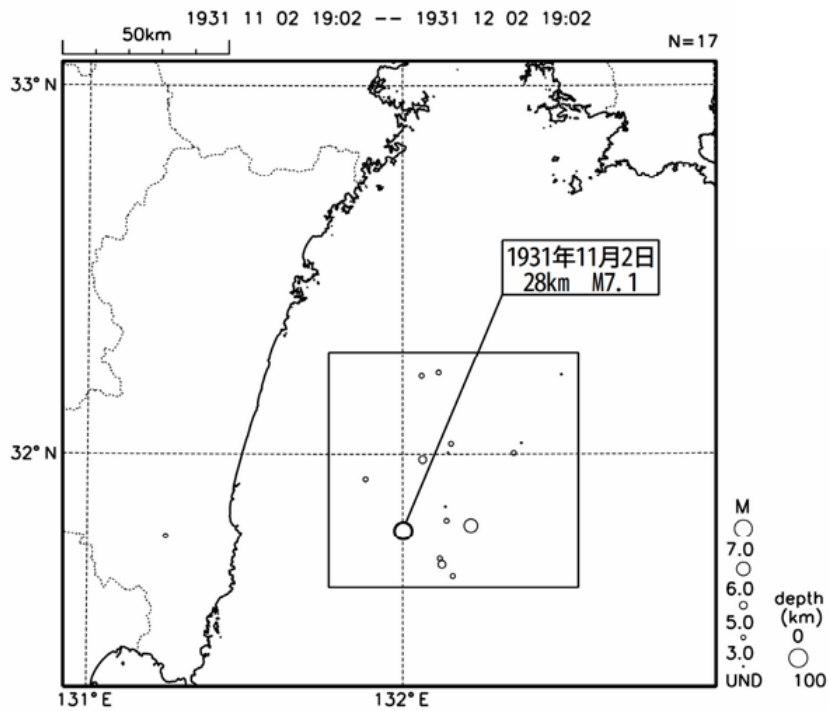 1931 11 02 19:02 -- 1931 12 02 19:02
50km
N=17
33°N
1931年11月2日
28km M7.1
32°N
M
7.0
6.0
5.0
3.0
UND
depth
(km)
0
100
131°E
132°E